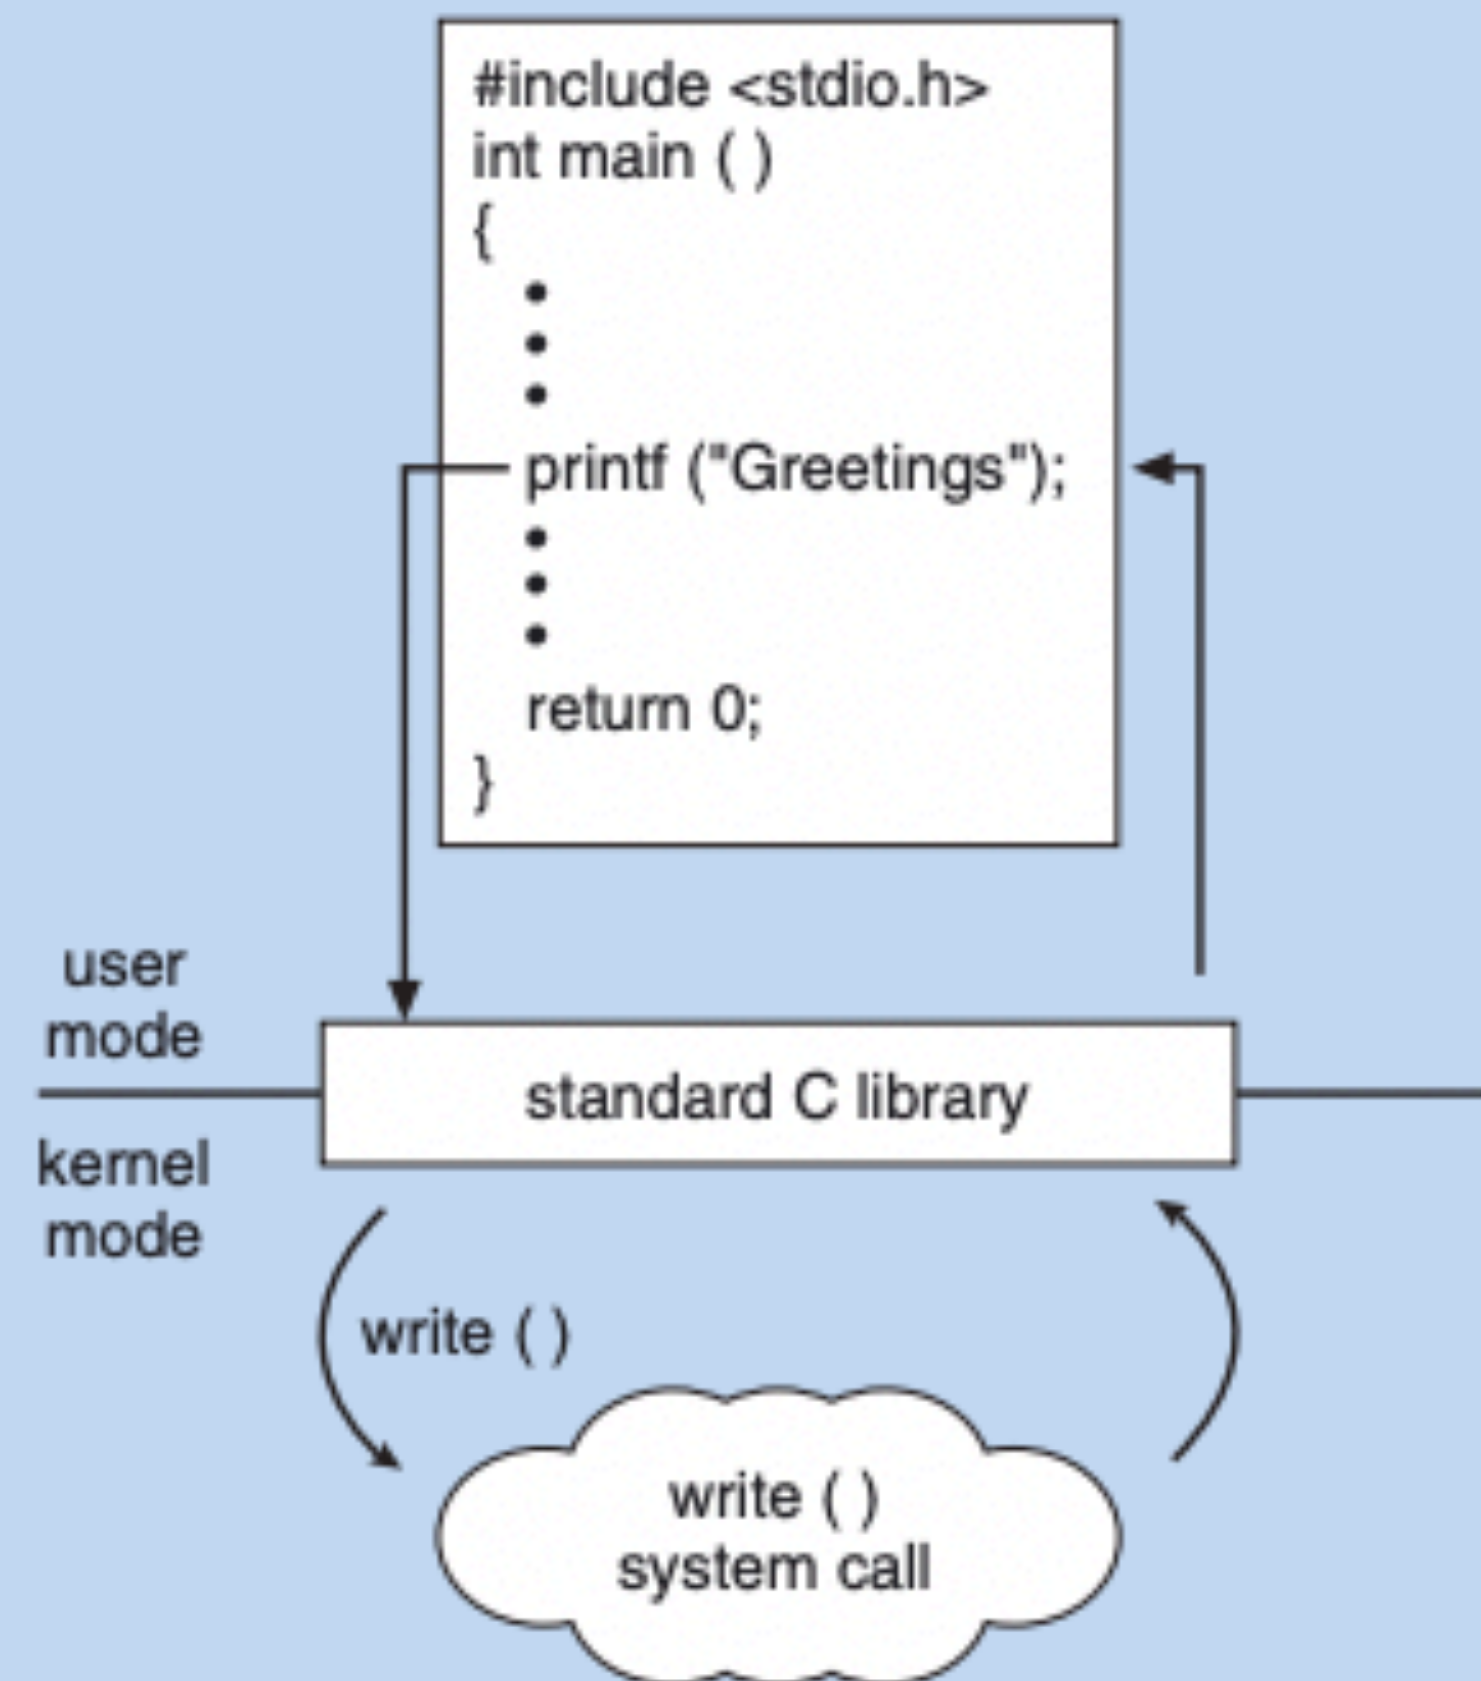 #include <stdio.h>
int main ( )
{
•
•
•
printf ("Greetings");
•
•
•
return 0;
}
user
mode
standard C library
kernel
mode
write ( )
write ( )
system call